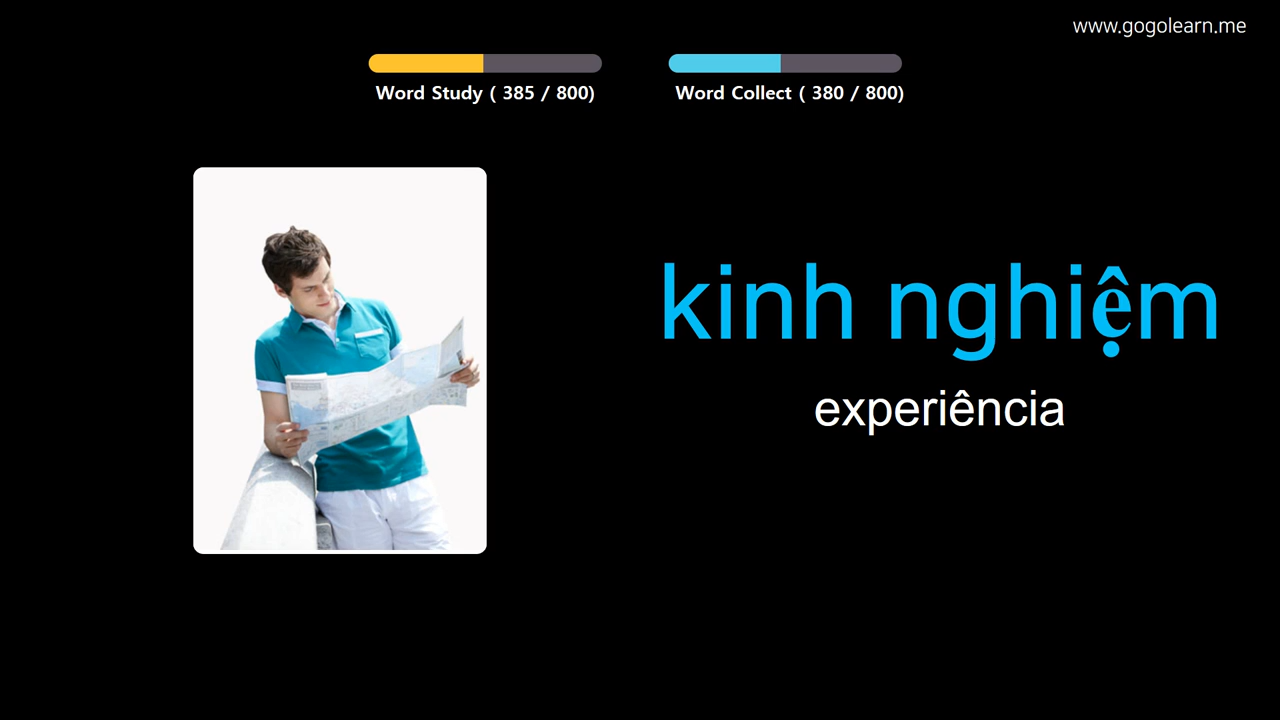 www.gogolearn.me
Word Study ( 385 / 800)
Word Collect ( 380 / 800)
kinh nghiệm
experiência